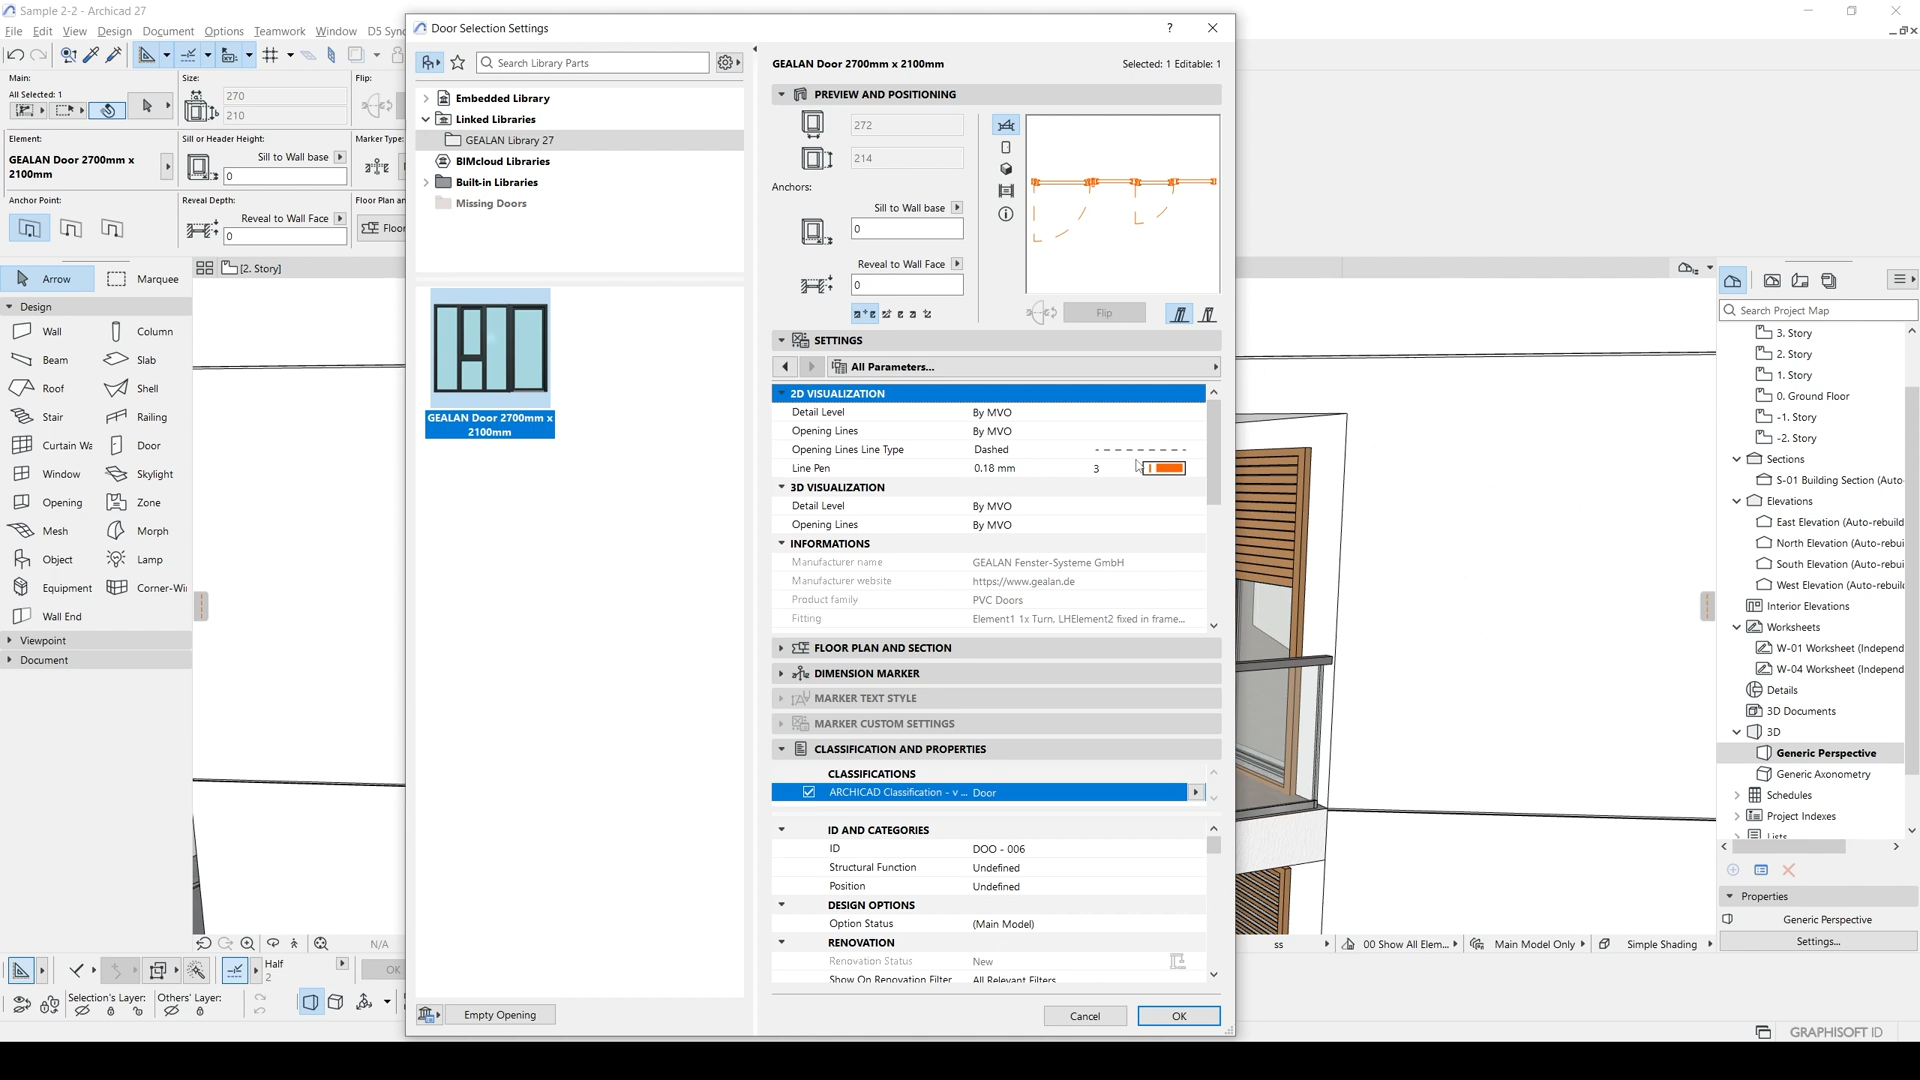 Sample 2-2 - Archicad 27
File Edit View Design Document Options Teamwork Window
Main:
All Selected: 1
Size:
270
210
Flip:
Element:
GEALAN Door 2700mm x
2100mm
Sill or Header Height:
Sill to Wall base
0
Marker Type:
Anchor Point:
Reveal Depth:
Reveal to Wall Face
0
Floor Plan an
Floor
Arrow
Marquee
[2. Story]
Design
Wall
Column
Beam
Slab
Roof
Shell
Stair
Railing
Curtain Wa
Door
Window
Skylight
Opening
Zone
Mesh
Morph
Object
Lamp
Equipment
Corner-Wi
Wall End
Viewpoint
Document
N/A
Half
2
OK
Selection's Layer:
Others' Layer:
Door Selection Settings
?
Search Library Parts
Embedded Library
Linked Libraries
GEALAN Library 27
BIMcloud Libraries
Built-in Libraries
Missing Doors
GEALAN Door 2700mm x
2100mm
Empty Opening
GEALAN Door 2700mm x 2100mm
Selected: 1 Editable: 1
PREVIEW AND POSITIONING
272
214
Anchors:
Sill to Wall base
0
Reveal to Wall Face
0
Flip
SETTINGS
All Parameters...
2D VISUALIZATION
Detail Level By MVO
Opening Lines By MVO
Opening Lines Line Type Dashed
Line Pen 0.18 mm 3
3D VISUALIZATION
Detail Level By MVO
Opening Lines By MVO
INFORMATIONS
Manufacturer name GEALAN Fenster-Systeme GmbH
Manufacturer website https://www.gealan.de
Product family PVC Doors
Fitting Element1 1x Turn, LHElement2 fixed in frame...
FLOOR PLAN AND SECTION
DIMENSION MARKER
MARKER TEXT STYLE
MARKER CUSTOM SETTINGS
CLASSIFICATION AND PROPERTIES
CLASSIFICATIONS
ARCHICAD Classification - v ... Door
ID AND CATEGORIES
ID DOO - 006
Structural Function Undefined
Position Undefined
DESIGN OPTIONS
Option Status (Main Model)
RENOVATION
Renovation Status New
Show On Renovation Filter All Relevant Filters
Cancel
OK
Search Project Map
3. Story
2. Story
1. Story
0. Ground Floor
-1. Story
-2. Story
Sections
S-01 Building Section (Auto
Elevations
East Elevation (Auto-rebuild
North Elevation (Auto-rebui
South Elevation (Auto-rebui
West Elevation (Auto-rebuil
Interior Elevations
Worksheets
W-01 Worksheet (Independ
W-04 Worksheet (Independ
Details
3D Documents
3D
Generic Perspective
Generic Axonometry
Schedules
Project Indexes
Lists
Properties
Generic Perspective
Settings...
ss
00 Show All Elem...
Main Model Only
Simple Shading
GRAPHISOFT ID